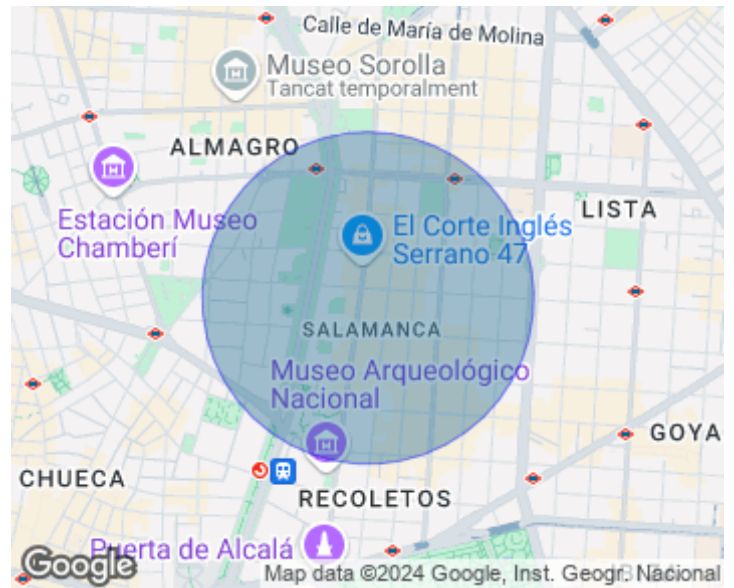 Calle de María de Molina
Museo Sorolla
Tancat temporalment
ALMAGRO
Estación Museo
Chamberí
El Corte Inglés
Serrano 47
LISTA
SALAMANCA
Museo Arqueológico
Nacional
GOYA
CHUECA
RECOLETOS
Puerta de Alcalá
Google
Map data ©2024 Google, Inst. Geogr. Nacional